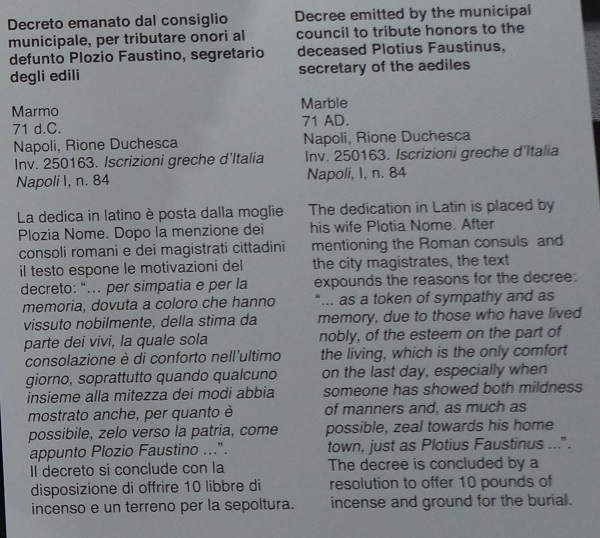 Decreto emanato dal consiglio
municipale, per tributare onori al
defunto Plozio Faustino, segretario
degli edili
Marmo
71 d.C.
Napoli, Rione Duchesca
Inv. 250163. Iscrizioni greche d'Italia
Napoli I, n. 84
La dedica in latino è posta dalla moglie
Plozia Nome. Dopo la menzione dei
consoli romani e dei magistrati cittadini
il testo espone le motivazioni del
decreto: “... per simpatia e per la
memoria, dovuta a coloro che hanno
vissuto nobilmente, della stima da
parte dei vivi, la quale sola
consolazione è di conforto nell'ultimo
giorno, soprattutto quando qualcuno
insieme alla mitezza dei modi abbia
mostrato anche, per quanto è
possibile, zelo verso la patria, come
appunto Plozio Faustino ...”.
Il decreto si conclude con la
disposizione di offrire 10 libbre di
incenso e un terreno per la sepoltura.
Decree emitted by the municipal
council to tribute honors to the
deceased Plotius Faustinus,
secretary of the aediles
Marble
71 AD.
Napoli, Rione Duchesca
Inv. 250163. Iscrizioni greche d'Italia
Napoli, I, n. 84
The dedication in Latin is placed by
his wife Plotia Nome. After
mentioning the Roman consuls and
the city magistrates, the text
expounds the reasons for the decree:
“... as a token of sympathy and as
memory, due to those who have lived
nobly, of the esteem on the part of
the living, which is the only comfort
on the last day, especially when
someone has showed both mildness
of manners and, as much as
possible, zeal towards his home
town, just as Plotius Faustinus ...”.
The decree is concluded by a
resolution to offer 10 pounds of
incense and ground for the burial.